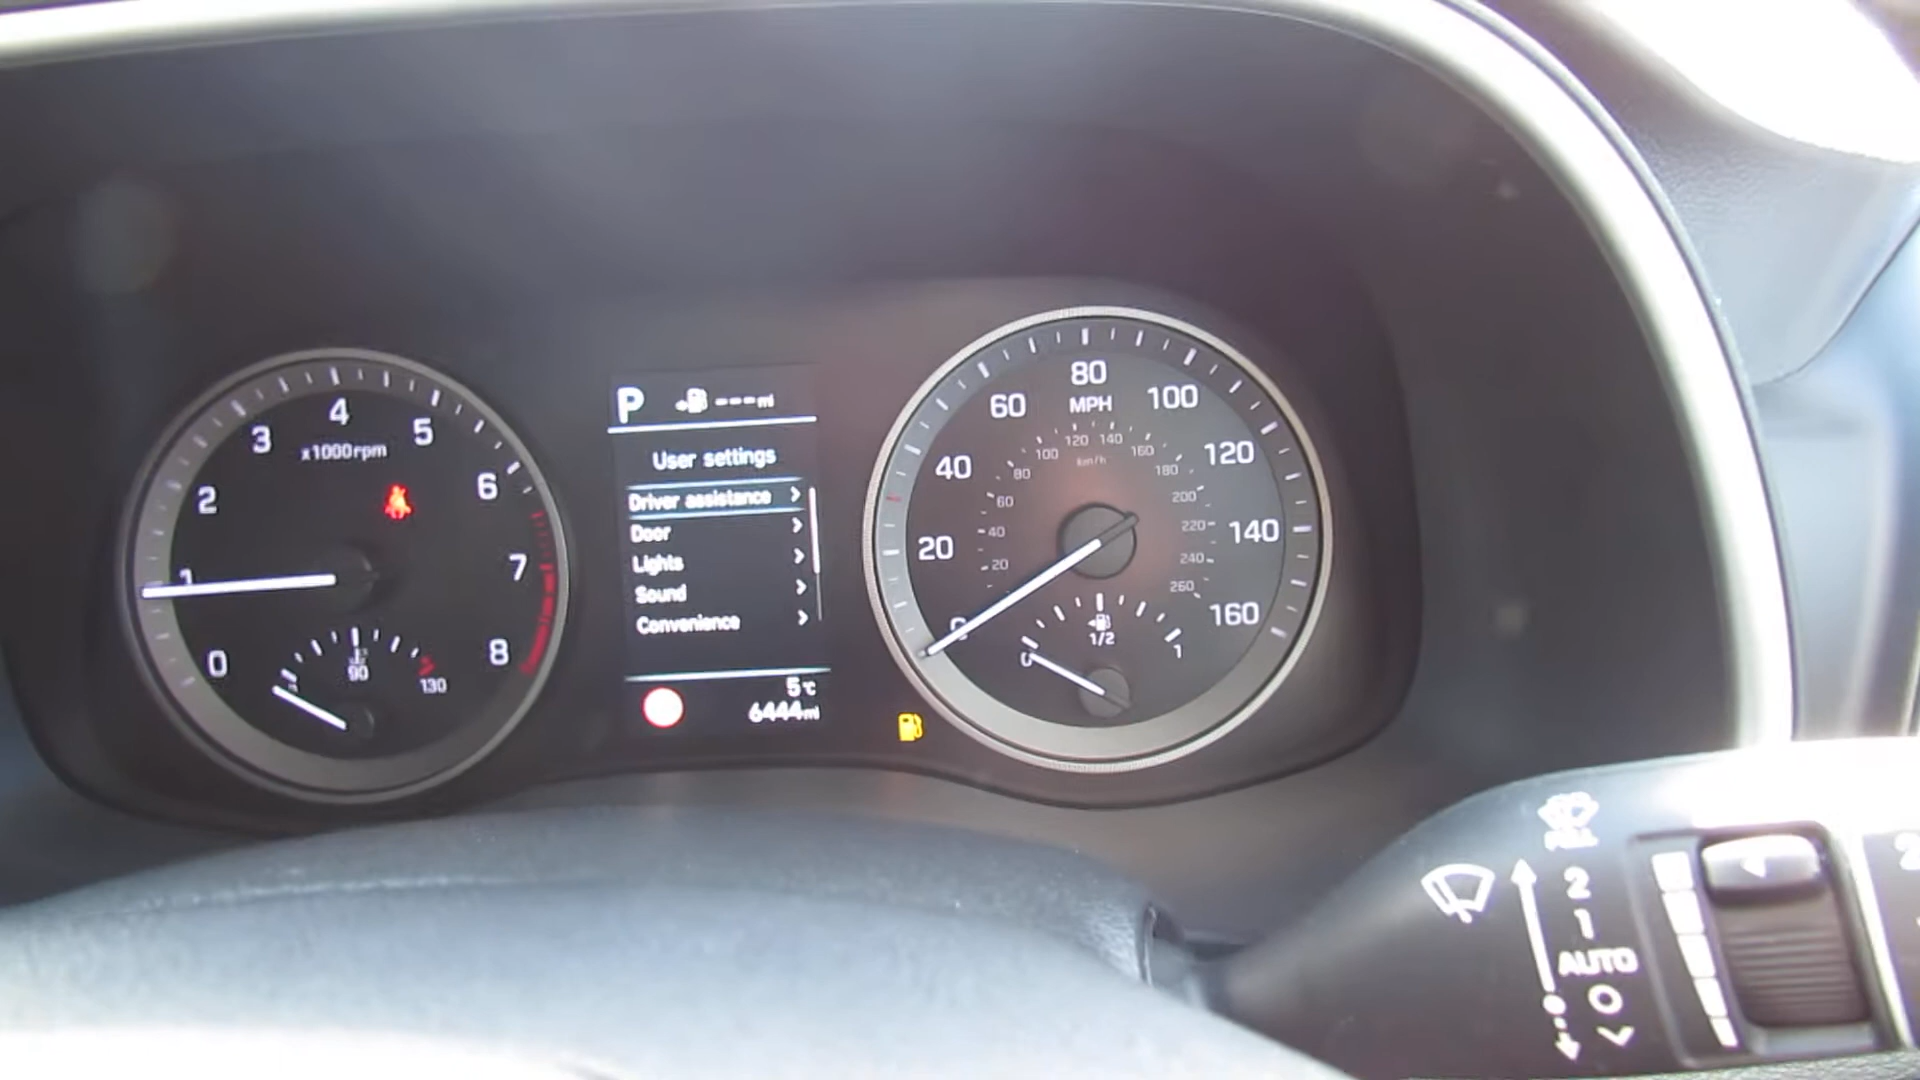 4
3
5
x1000rpm
2
6
1
7
0
8
90
130
P ---mi
User settings
Driver assistance >
Door >
Lights >
Sound >
Convenience >
5°C
6444mi
80
60
MPH
100
40
120
20
140
0
160
120 140
100
160
km/h
80
180
60
200
40
220
20
240
260
0
1/2
1
2
1
AUTO
O